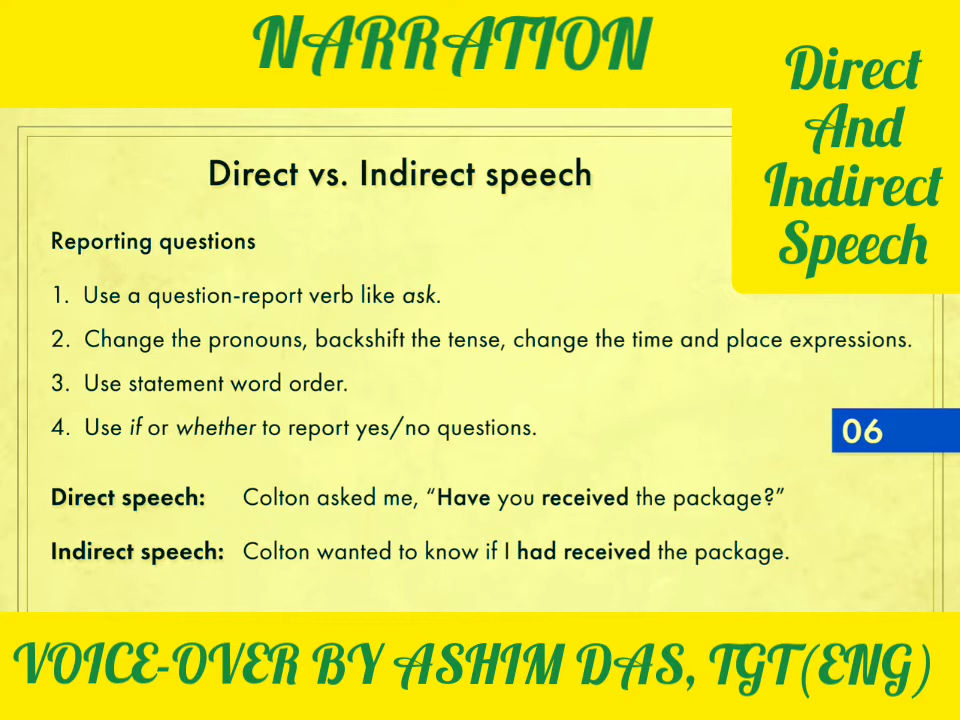 NARRATION
Direct
And
Indirect
Speech
Direct vs. Indirect speech
Reporting questions
1. Use a question-report verb like ask.
2. Change the pronouns, backshift the tense, change the time and place expressions.
3. Use statement word order.
4. Use if or whether to report yes/no questions.
06
Direct speech: Colton asked me, “Have you received the package?”
Indirect speech: Colton wanted to know if I had received the package.
VOICE-OVER BY ASHIM DAS, TGT(ENG)